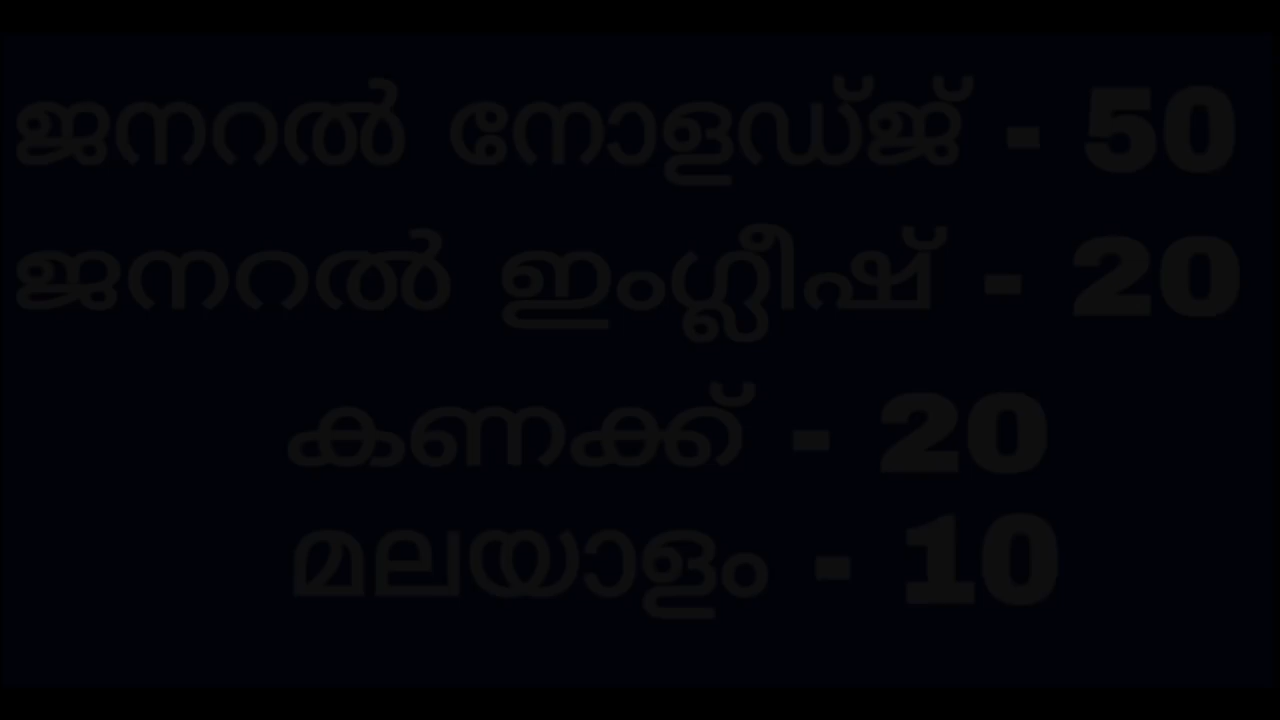 ജനറൽ നോളഡ്ജ് - 50
ജനറൽ ഇംഗ്ലീഷ് - 20
കണക്ക് - 20
മലയാളം - 10